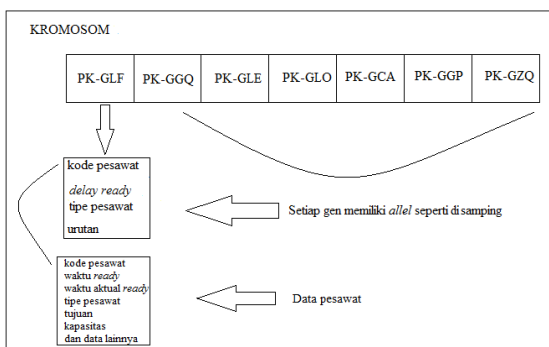 KROMOSOM
PK-GLF PK-GGQ PK-GLE PK-GLO PK-GCA PK-GGP PK-GZQ
kode pesawat
delay ready
tipe pesawat
urutan
Setiap gen memiliki allel seperti disamping
kode pesawat
waktu ready
waktu aktual ready
tipe pesawat
tujuan
kapasitas
dan data lainnya
Data pesawat